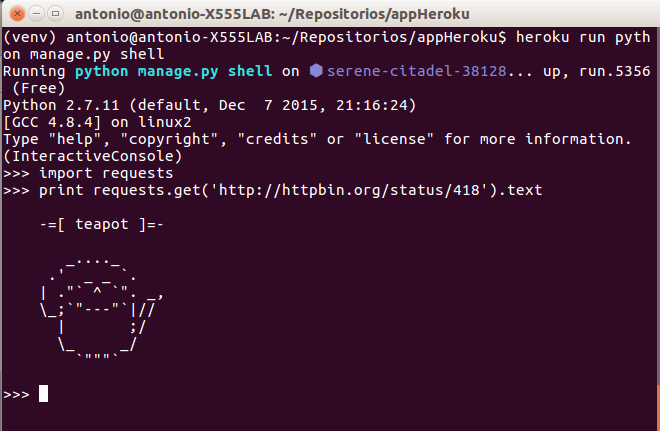 antonio@antonio-X555LAB: ~/Repositorios/appHeroku
(venv) antonio@antonio-X555LAB:~/Repositorios/appHeroku$ heroku run pyth
on manage.py shell
Running python manage.py shell on ⬢ serene-citadel-38128... up, run.5356
 (Free)
Python 2.7.11 (default, Dec  7 2015, 21:16:24)
[GCC 4.8.4] on linux2
Type "help", "copyright", "credits" or "license" for more information.
(InteractiveConsole)
>>> import requests
>>> print requests.get('http://httpbin.org/status/418').text

    -=[ teapot ]=-

       _...._
     .'  _ _ `.
    | ."` ^ `". _,
    \_;`"---"`|//
      |       ;/
      \_     _/
        `"""`

>>>